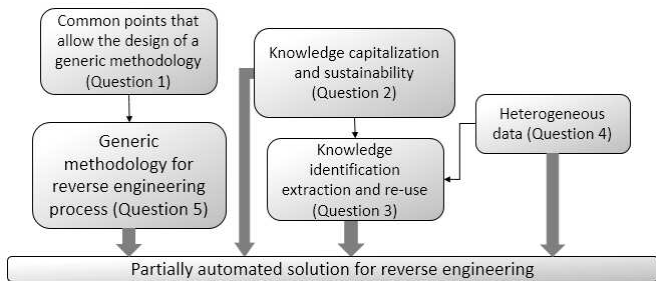 Common points that
allow the design of a
generic methodology
(Question 1)
Knowledge capitalization
and sustainability
(Question 2)
Heterogeneous
data (Question 4)
Generic
methodology for
reverse engineering
process (Question 5)
Knowledge
identification
extraction and re-use
(Question 3)
Partially automated solution for reverse engineering